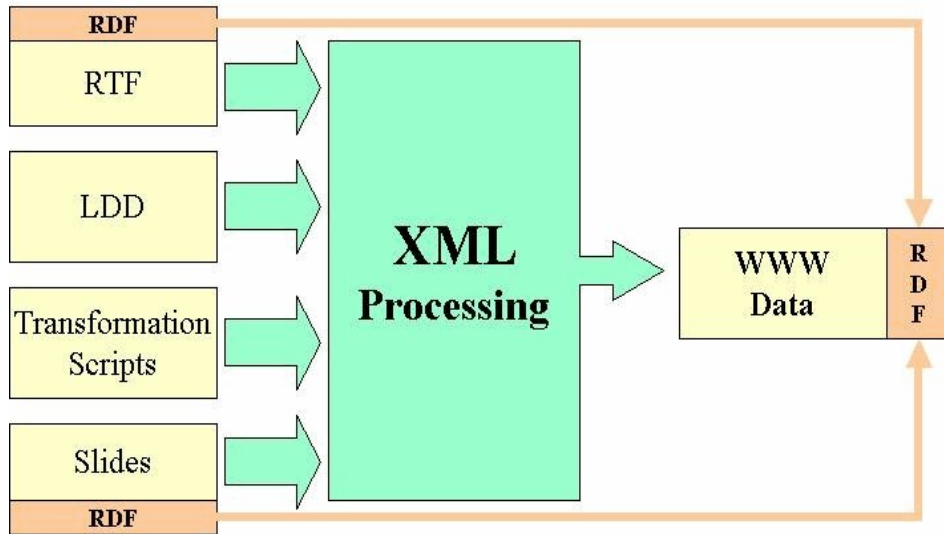 RDF
RTF
LDD
Transformation
Scripts
Slides
RDF
XML
Processing
WWW
Data
R
D
F